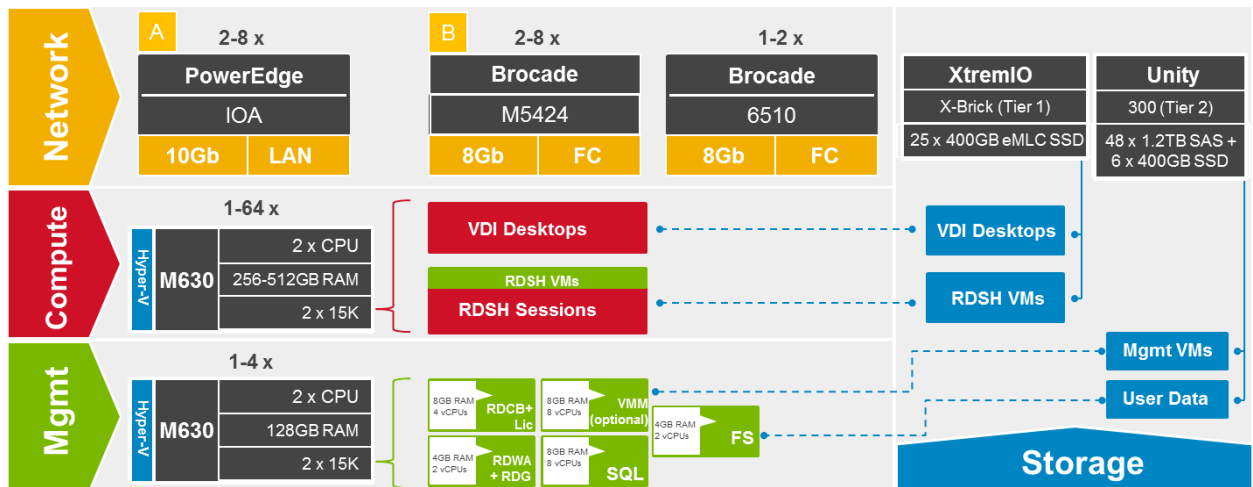 Network
A
2-8 x
PowerEdge
IOA
10Gb
LAN
B
2-8 x
Brocade
M5424
8Gb
FC
1-2 x
Brocade
6510
8Gb
FC
XtremIO
X-Brick (Tier 1)
25 x 400GB eMLC SSD
Unity
300 (Tier 2)
48 x 1.2TB SAS +
6 x 400GB SSD
Compute
1-64 x
Hyper-V
M630
2 x CPU
256-512GB RAM
2 x 15K
VDI Desktops
RDSH VMs
RDSH Sessions
VDI Desktops
RDSH VMs
Mgmt
1-4 x
Hyper-V
M630
2 x CPU
128GB RAM
2 x 15K
8GB RAM
4 vCPUs
RDCB+
Lic
8GB RAM
8 vCPUs
VMM
(optional)
4GB RAM
2 vCPUs
RDWA
+ RDG
8GB RAM
8 vCPUs
SQL
4GB RAM
2 vCPUs
FS
Mgmt VMs
User Data
Storage